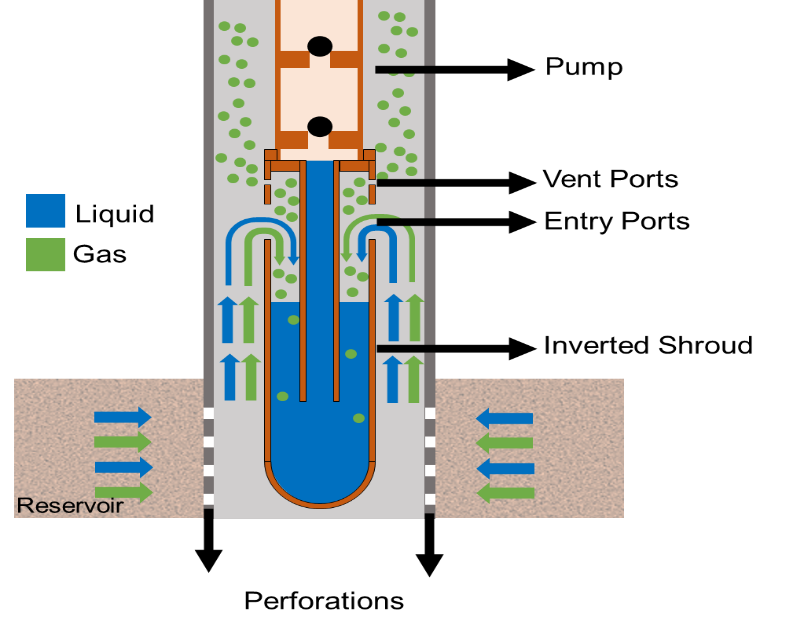 Pump
Vent Ports
Entry Ports
Liquid
Gas
Inverted Shroud
Reservoir
Perforations